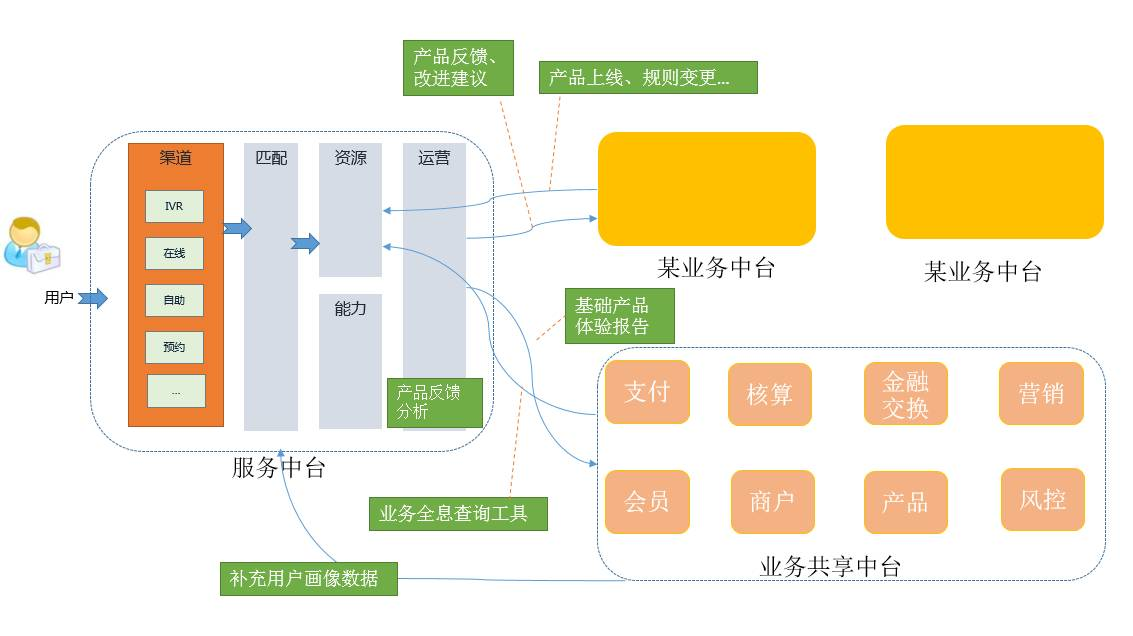 产品反馈、
改进建议
产品上线、规则变更...
渠道
匹配
资源
运营
IVR
在线
自助
预约
...
用户
能力
产品反馈
分析
服务中台
某业务中台
某业务中台
基础产品
体验报告
支付
核算
金融
交换
营销
会员
商户
产品
风控
业务共享中台
业务全息查询工具
补充用户画像数据